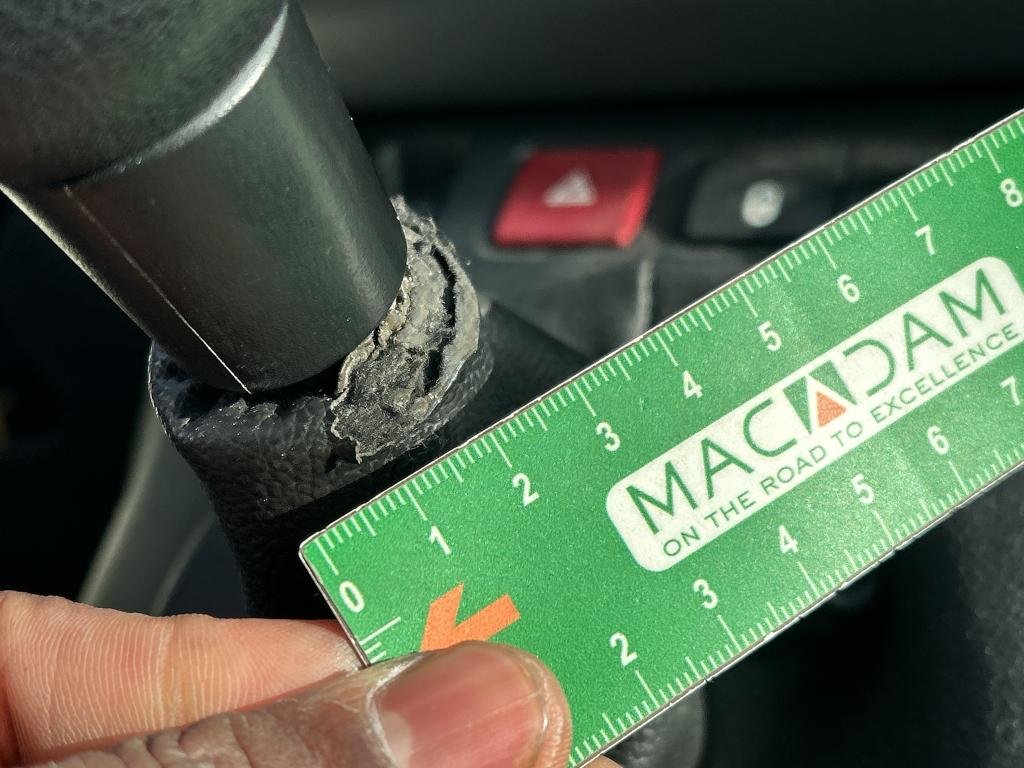 0 1 2 3 4 5 6 7 8
MACADAM
ON THE ROAD TO EXCELLENCE
2 3 4 5 6 7